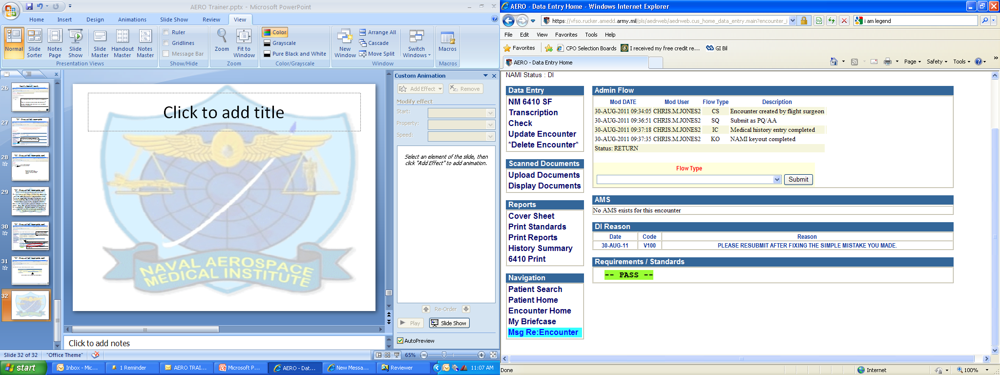 AERO Trainer.pptx - Microsoft PowerPoint
Home Insert Design Animations Slide Show Review View
Normal Slide Sorter Notes Page Slide Show Slide Master Handout Master Notes Master
Presentation Views
Ruler
Gridlines
Message Bar
Show/Hide
Zoom Fit to Window
Zoom
Color
Grayscale
Pure Black and White
Color/Grayscale
New Window
Arrange All
Cascade
Move Split
Switch Windows
Window
Macros
Macros
26
27
28
29
30
31
32
Click to add title
NAVAL AEROSPACE
MEDICAL INSTITUTE
Click to add notes
Custom Animation
Add Effect Remove
Modify effect
Start:
Property:
Speed:
Select an element of the slide, then
click "Add Effect" to add animation.
Re-Order
Play Slide Show
AutoPreview
Slide 32 of 32 "Office Theme" 65%
start Inbox - Mic... 1 Reminder AERO TRAI... Microsoft P... AERO - Dat... New Messa... Reviewer 11:07 AM
AERO - Data Entry Home - Windows Internet Explorer
https://vfso.rucker.amedd.army.mil/pls/aedrweb/aedrweb.cus_home_data_entry.main?encounter_i
i am legend
File Edit View Favorites Tools Help
Favorites CPO Selection Boards I received my free credit re... GI Bil
AERO - Data Entry Home
Page Safety Tools
NAMI Status : DI
Data Entry
NM 6410 SF
Transcription
Check
Update Encounter
*Delete Encounter*
Scanned Documents
Upload Documents
Display Documents
Reports
Cover Sheet
Print Standards
Print Reports
History Summary
6410 Print
Navigation
Patient Search
Patient Home
Encounter Home
My Briefcase
Msg Re:Encounter
Admin Flow
Mod DATE Mod User Flow Type Description
30-AUG-2011 09:34:05 CHRIS.M.JONES2 CS Encounter created by flight surgeon
30-AUG-2011 09:36:51 CHRIS.M.JONES2 SQ Submit as PQ/AA
30-AUG-2011 09:37:18 CHRIS.M.JONES2 IC Medical history entry completed
30-AUG-2011 09:37:35 CHRIS.M.JONES2 KO NAMI keyout completed
Status: RETURN
Flow Type
Submit
AMS
No AMS exists for this encounter
DI Reason
Date Code Reason
30-AUG-11 V100 PLEASE RESUBMIT AFTER FIXING THE SIMPLE MISTAKE YOU MADE.
Requirements / Standards
-- PASS --
Done Internet 100%